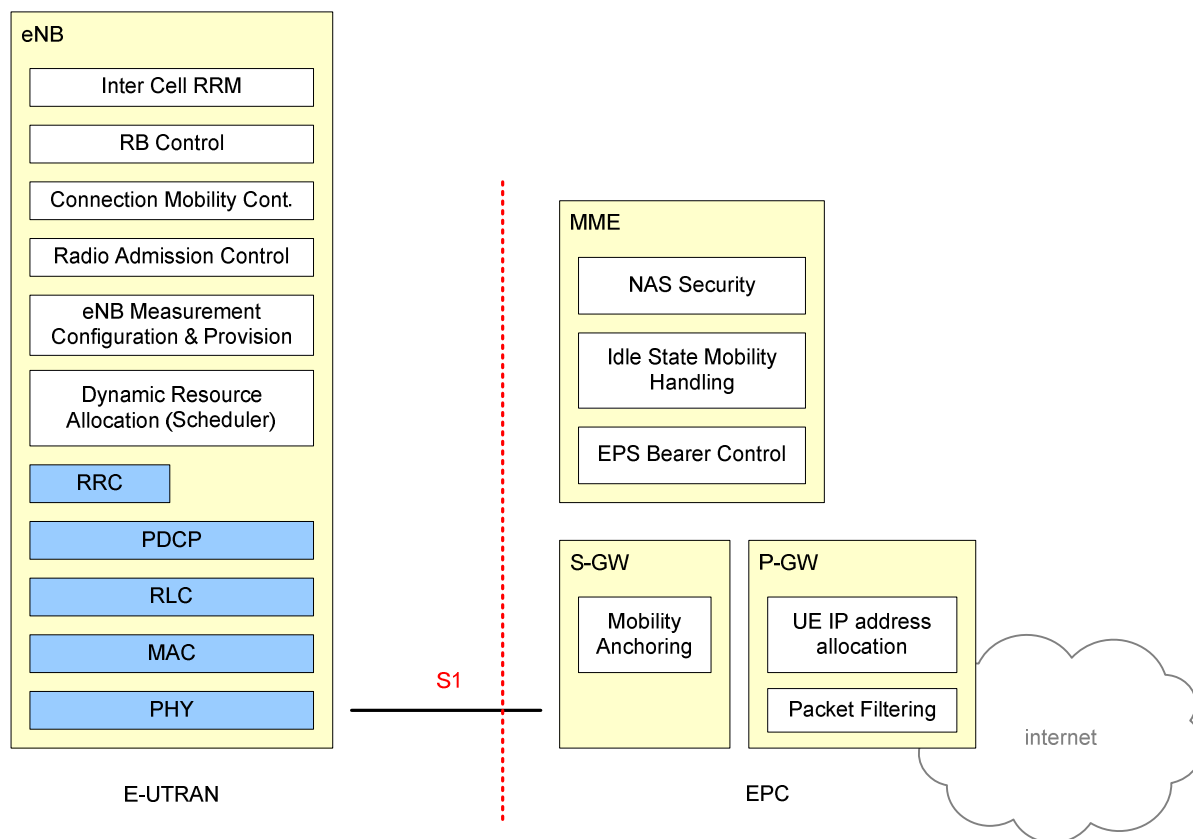 eNB
Inter Cell RRM
RB Control
Connection Mobility Cont.
Radio Admission Control
eNB Measurement
Configuration & Provision
Dynamic Resource
Allocation (Scheduler)
RRC
PDCP
RLC
MAC
PHY
S1
MME
NAS Security
Idle State Mobility
Handling
EPS Bearer Control
S-GW
Mobility
Anchoring
P-GW
UE IP address
allocation
Packet Filtering
internet
E-UTRAN
EPC